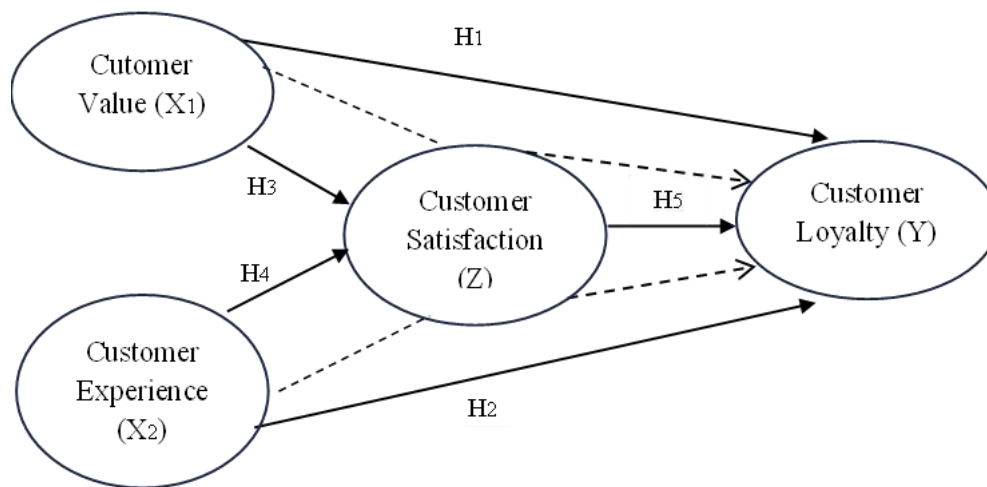 H1
Cutomer
Value (X1)
H3
Customer
Satisfaction
(Z)
H5
Customer
Loyalty (Y)
H4
Customer
Experience
(X2)
H2